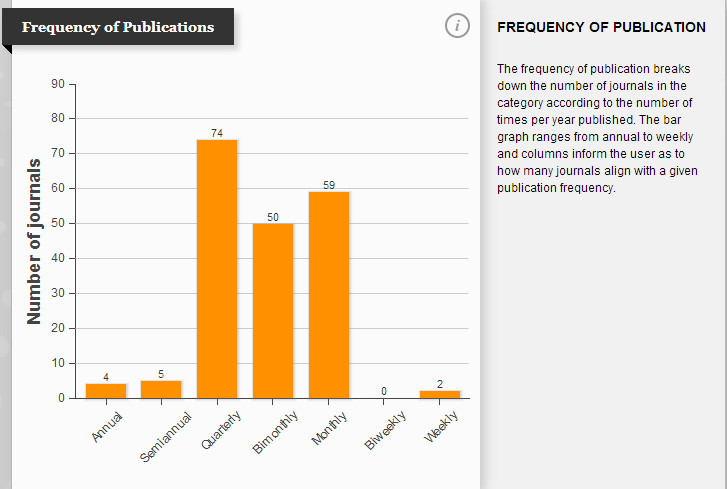 Frequency of Publications
i
FREQUENCY OF PUBLICATION
The frequency of publication breaks
down the number of journals in the
category according to the number of
times per year published. The bar
graph ranges from annual to weekly
and columns inform the user as to
how many journals align with a given
publication frequency.
Number of journals
90
80
70
60
50
40
30
20
10
0
4
5
74
50
59
0
2
Annual
Semiannual
Quarterly
Bimonthly
Monthly
Biweekly
Weekly